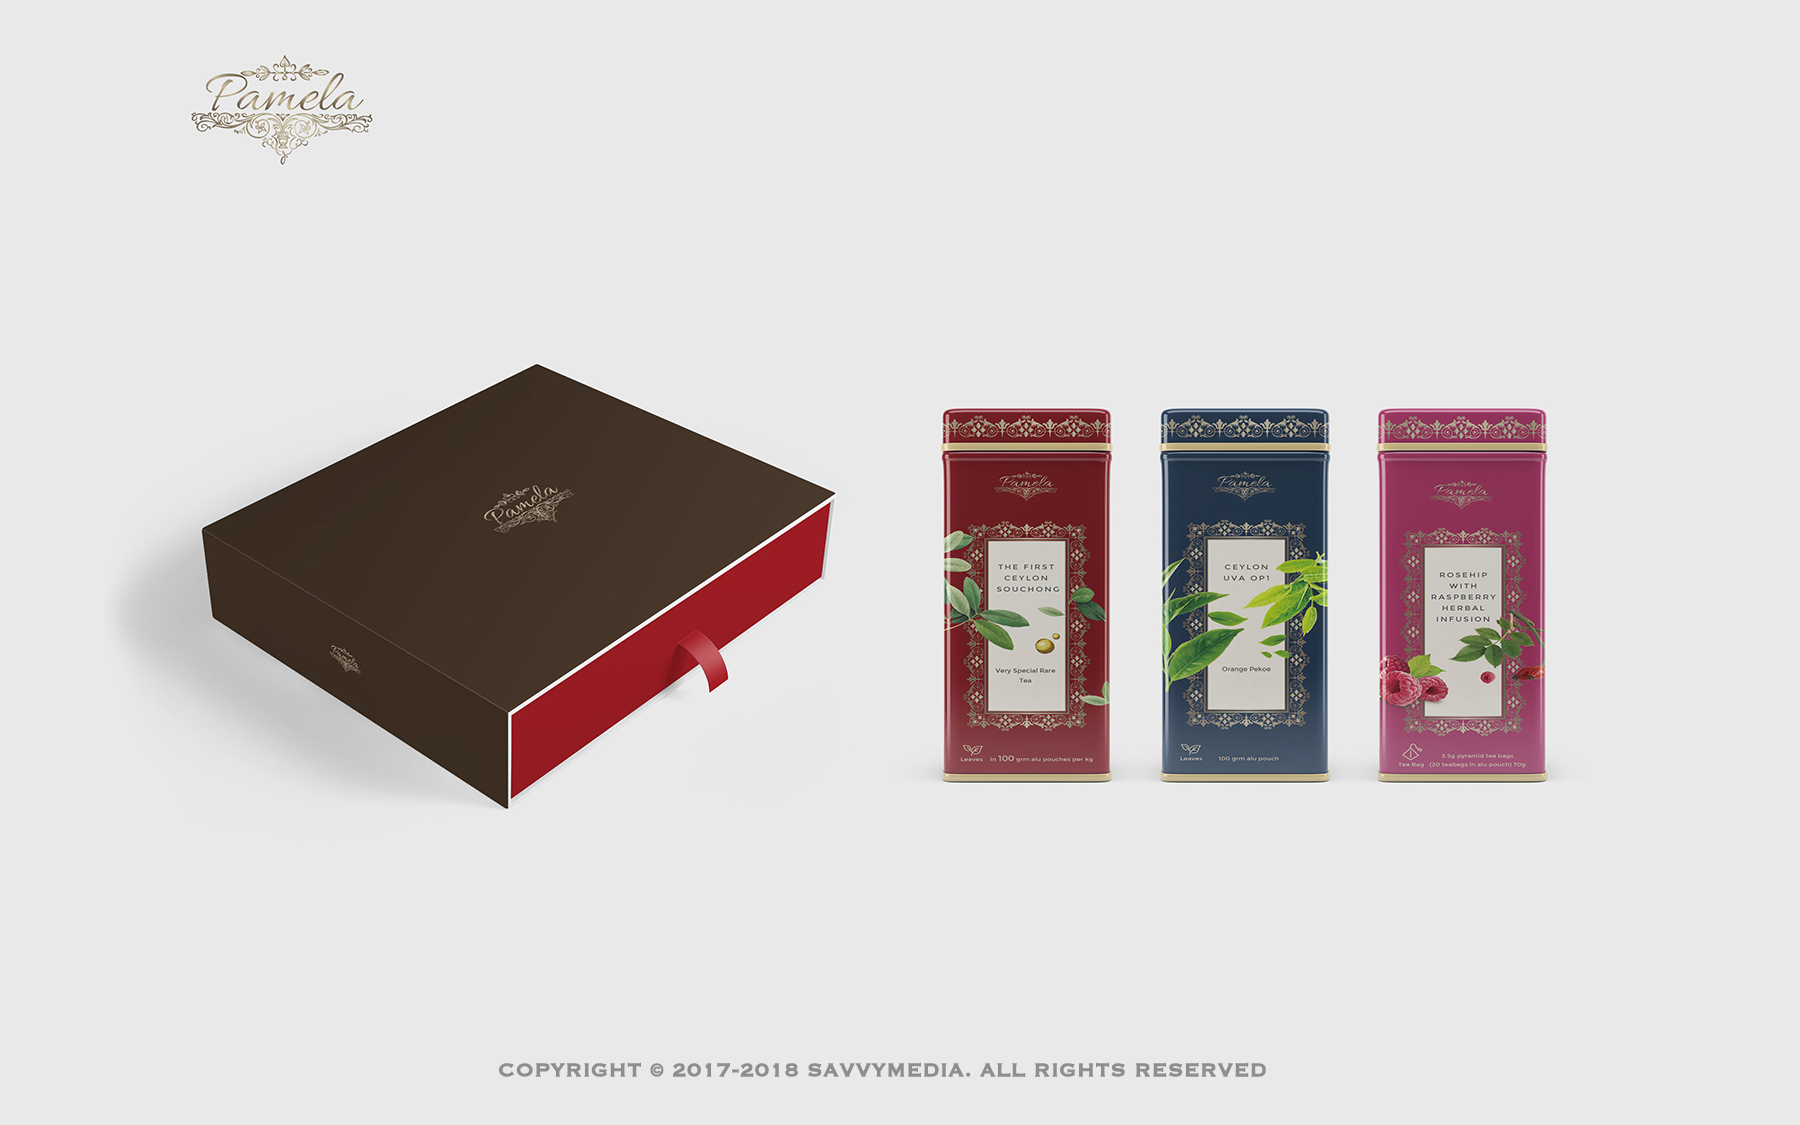 Pamela
Pamela
Pamela
Pamela
THE FIRST
CEYLON
SOUCHONG
Very Special Rare
Tea
Leaves
In 100 grm alu pouches per kg
Pamela
CEYLON
UVA OP1
Orange Pekoe
Leaves
100 grm alu pouch
Pamela
ROSEHIP
WITH
RASPBERRY
HERBAL
INFUSION
Tea Bag
3.5g pyramid tea bags
(20 teabags in alu pouch) 70g
COPYRIGHT © 2017-2018 SAVVYMEDIA. ALL RIGHTS RESERVED